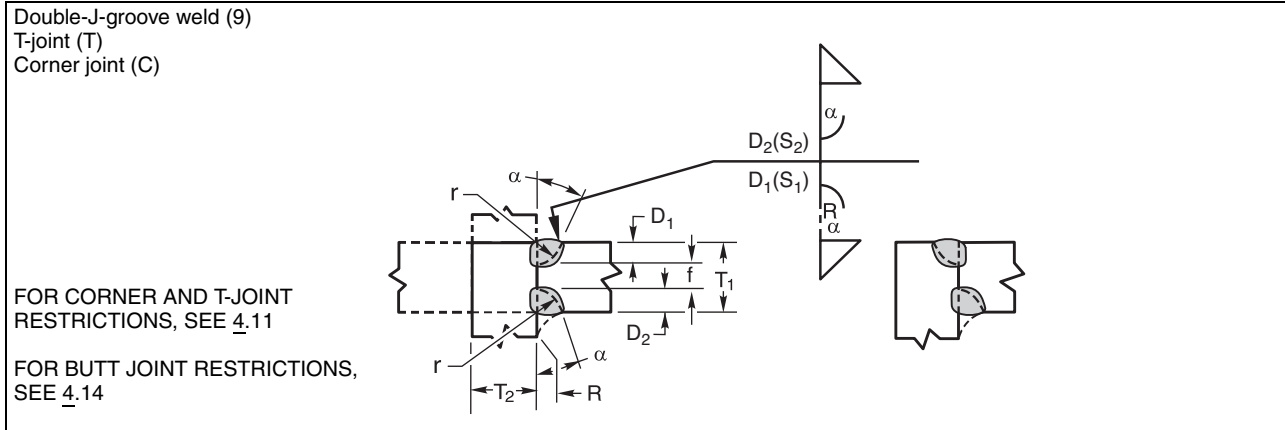 Double-J-groove weld (9)
T-joint (T)
Corner joint (C)
α
D₂(S₂)
D₁(S₁)
R
α
α
r
D₁
f
T₁
FOR CORNER AND T-JOINT
RESTRICTIONS, SEE 4.11
D₂
r
α
FOR BUTT JOINT RESTRICTIONS,
SEE 4.14
T₂
R